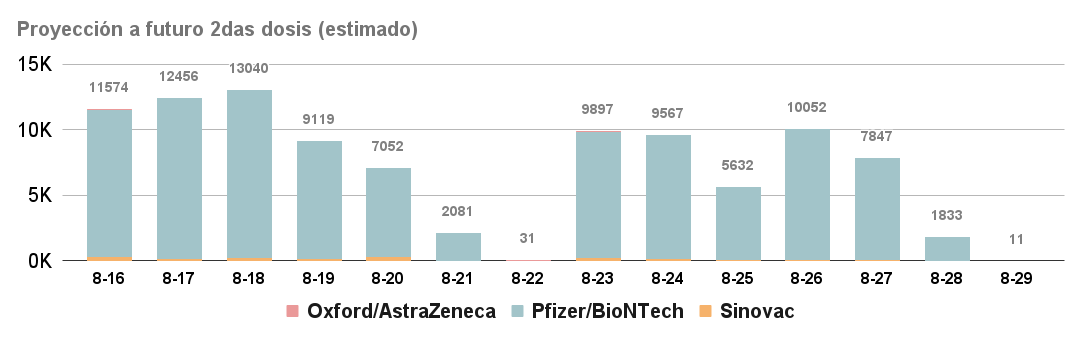 Proyección a futuro 2das dosis (estimado)
15K
10K
5K
0K
11574
12456
13040
9119
7052
2081
31
9897
9567
5632
10052
7847
1833
11
8-16 8-17 8-18 8-19 8-20 8-21 8-22 8-23 8-24 8-25 8-26 8-27 8-28 8-29
Oxford/AstraZeneca Pfizer/BioNTech Sinovac